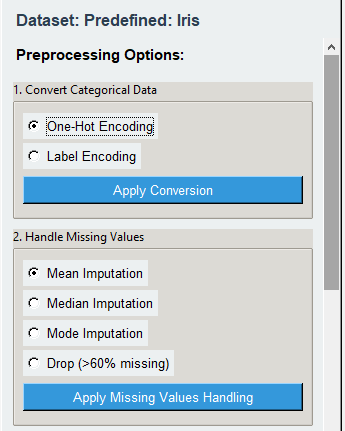 Dataset: Predefined: Iris
Preprocessing Options:
1. Convert Categorical Data
One-Hot Encoding
Label Encoding
Apply Conversion
2. Handle Missing Values
Mean Imputation
Median Imputation
Mode Imputation
Drop (>60% missing)
Apply Missing Values Handling